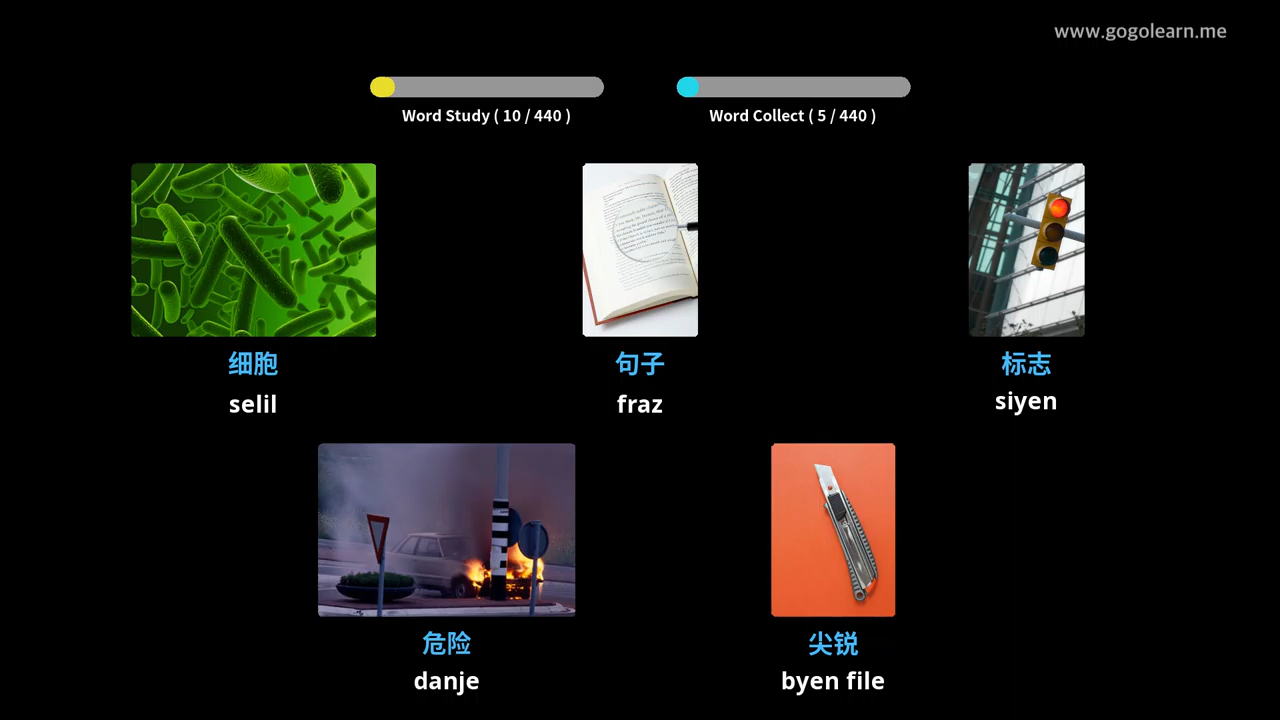 www.gogolearn.me
Word Study ( 10 / 440 )
Word Collect ( 5 / 440 )
细胞
selil
句子
fraz
标志
siyen
危险
danje
尖锐
byen file